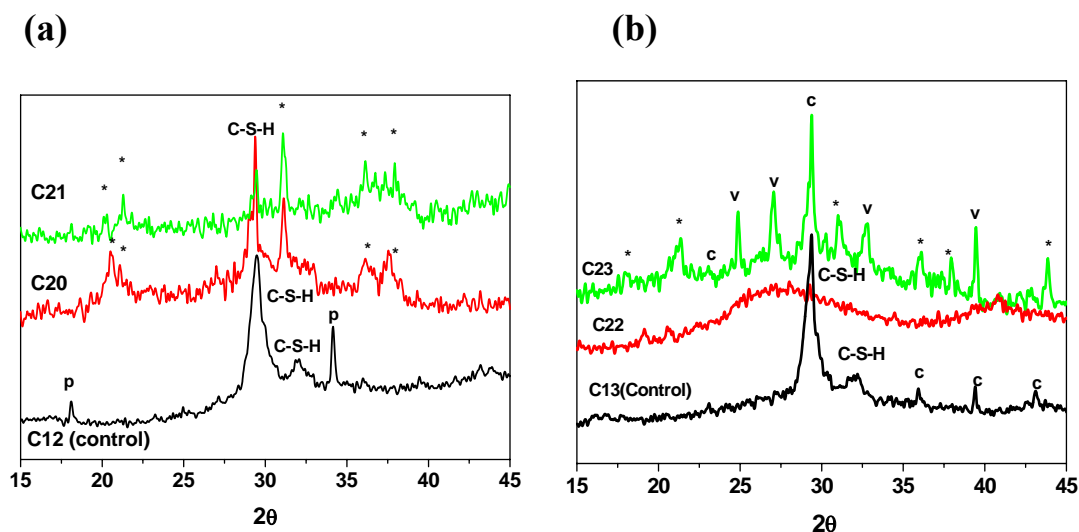 (a)
(b)
* * C-S-H * * *
C21
* * * *
C20
C-S-H
C-S-H
p p
C12 (control)
15 20 25 30 35 40 45
2θ
c
* c v v * v * * v *
C23
C-S-H
C22
C-S-H
C13(Control)
c c c
15 20 25 30 35 40 45
2θ